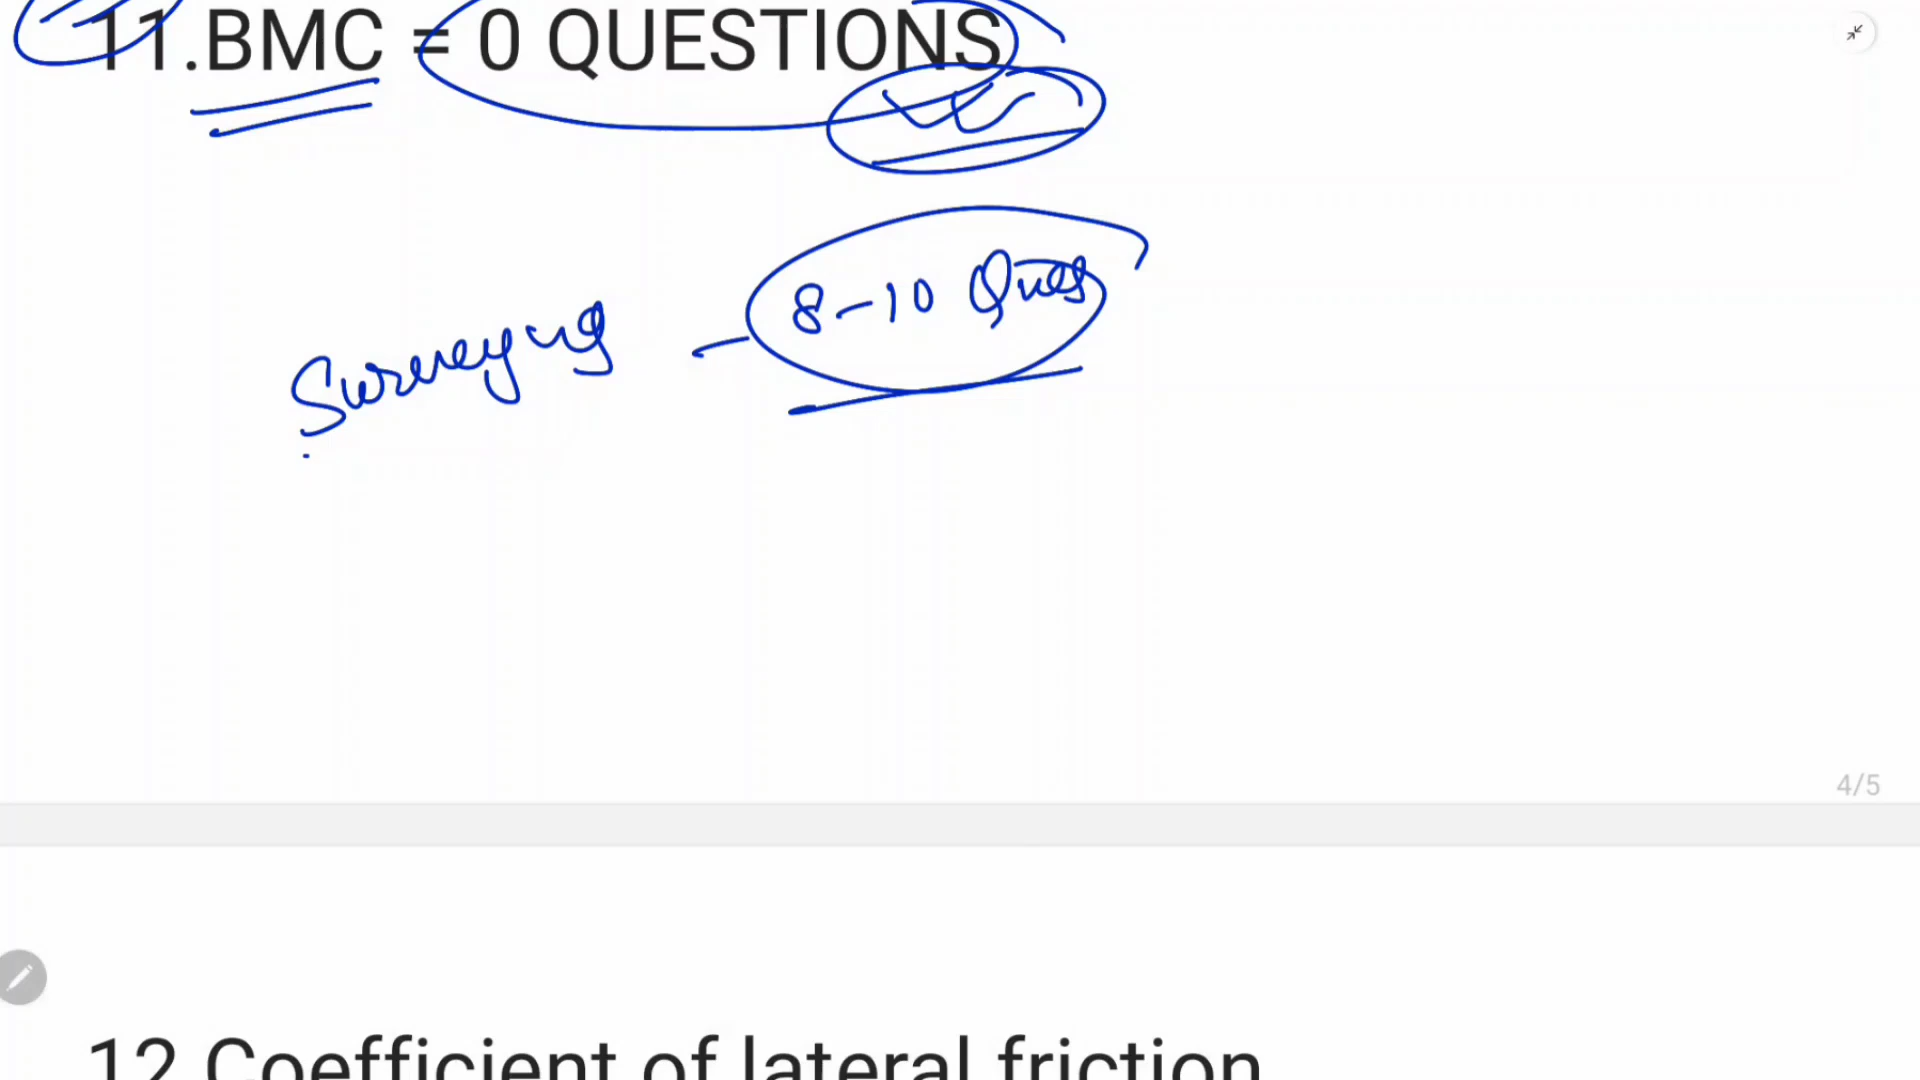 11.BMC = 0 QUESTIONS
Surveying - 8-10 Ques
4/5
12 Coefficient of lateral friction